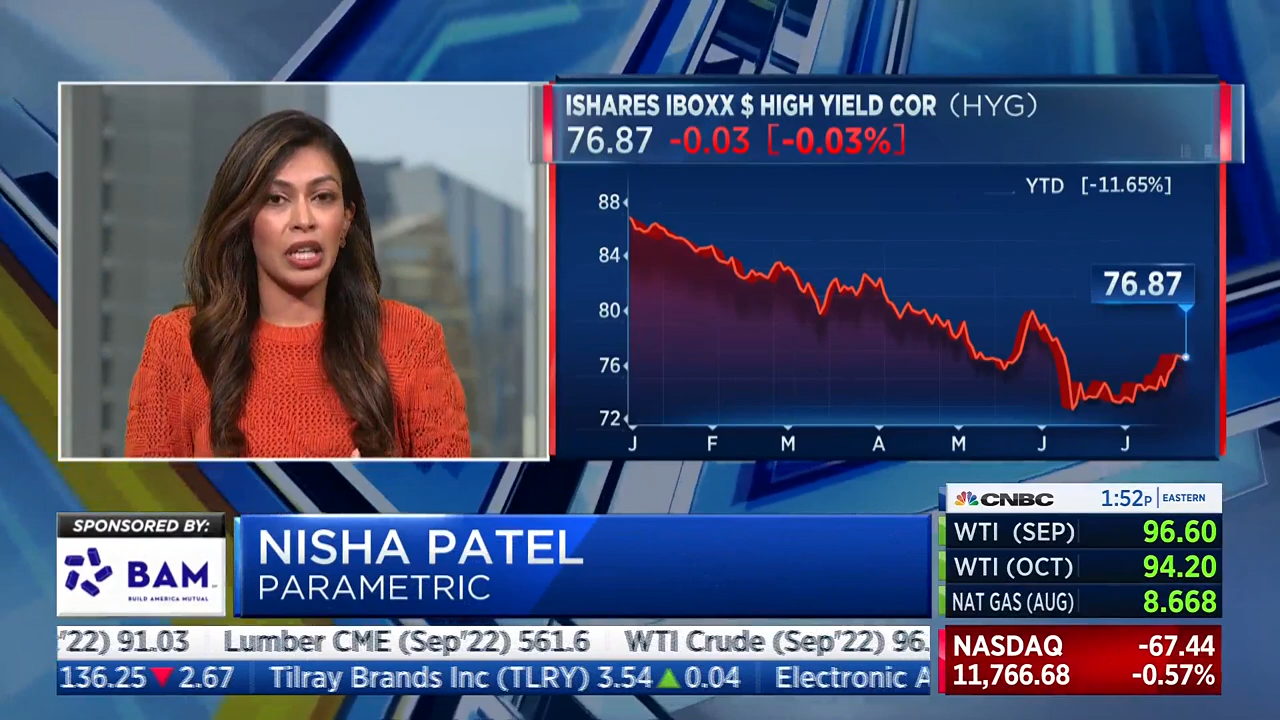 ISHARES IBOXX $ HIGH YIELD COR (HYG)
76.87 -0.03 [-0.03%]
YTD [-11.65%]
88
84
80
76
72
76.87
J F M A M J J
CNBC 1:52P EASTERN
WTI (SEP) 96.60
WTI (OCT) 94.20
NAT GAS (AUG) 8.668
NASDAQ -67.44
11,766.68 -0.57%
SPONSORED BY:
BAM
BUILD AMERICA MUTUAL
NISHA PATEL
PARAMETRIC
'22) 91.03 Lumber CME (Sep'22) 561.6 WTI Crude (Sep'22) 96.
136.25 ▼ 2.67 Tilray Brands Inc (TLRY) 3.54 ▲ 0.04 Electronic A